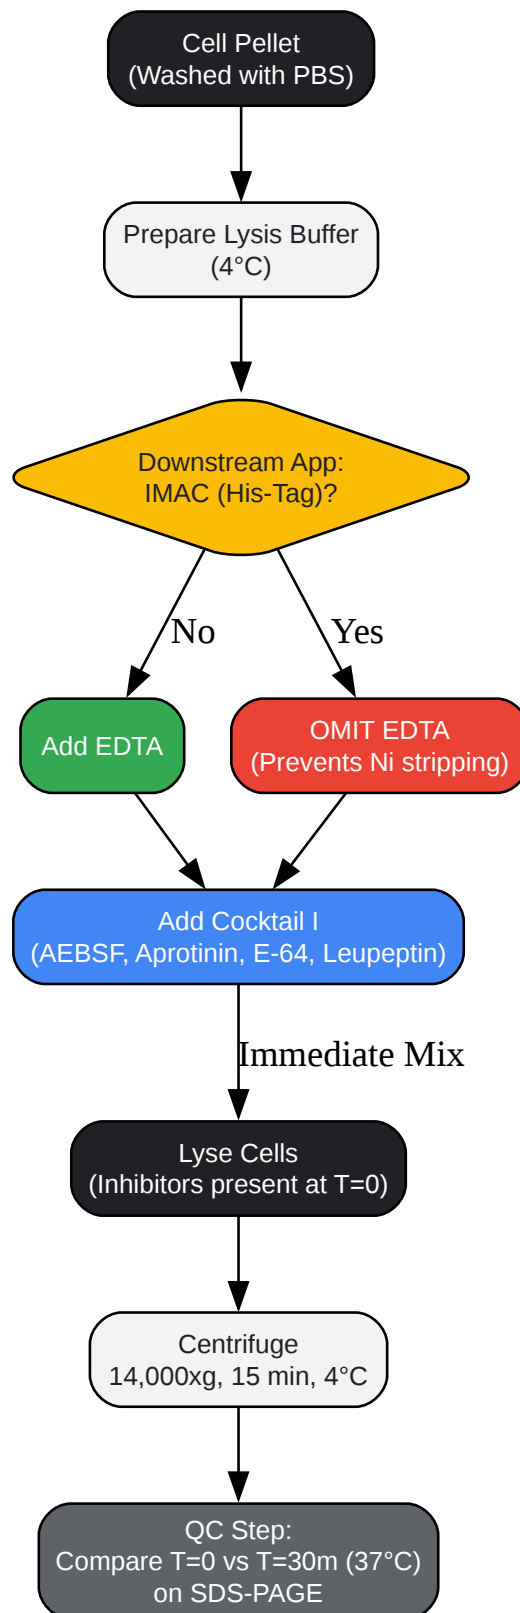 Cell Pellet
(Washed with PBS)
Prepare Lysis Buffer
(4°C)
Downstream App:
IMAC (His-Tag)?
No
Yes
Add EDTA
OMIT EDTA
(Prevents Ni stripping)
Add Cocktail I
(AEBSF, Aprotinin, E-64, Leupeptin)
Immediate Mix
Lyse Cells
(Inhibitors present at T=0)
Centrifuge
14,000xg, 15 min, 4°C
QC Step:
Compare T=0 vs T=30m (37°C)
on SDS-PAGE